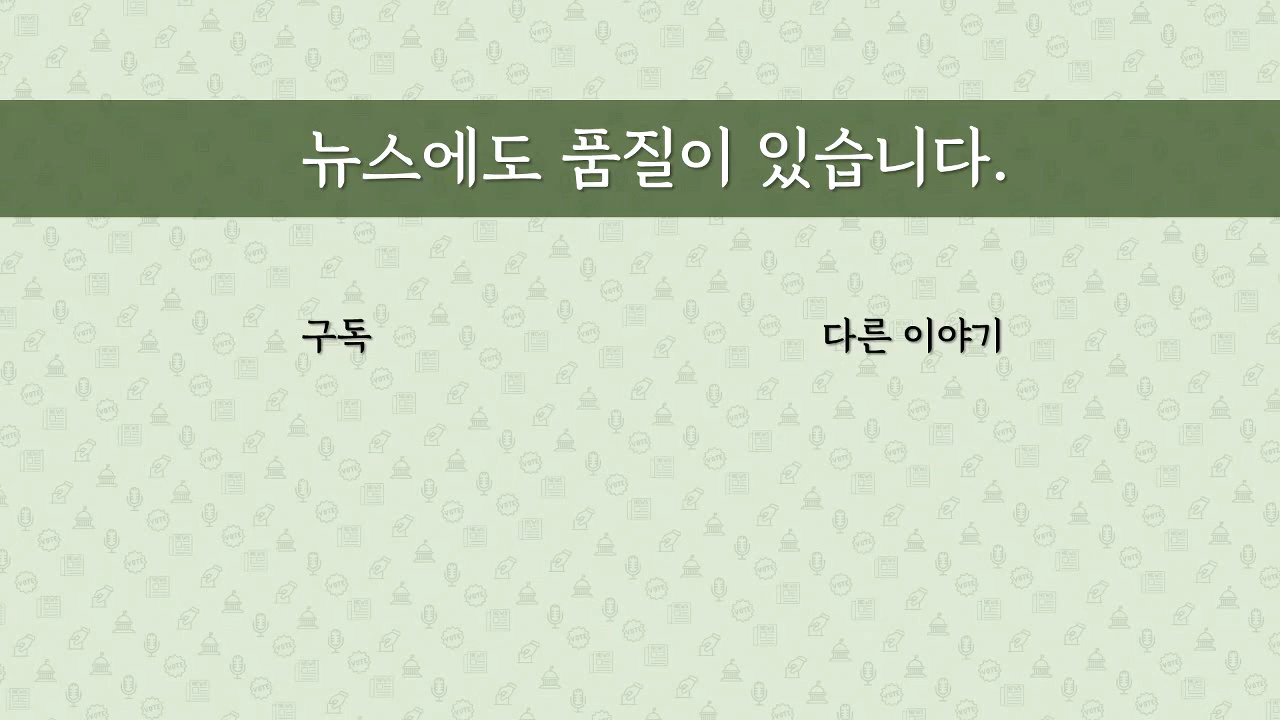 뉴스에도 품질이 있습니다.
구독
다른 이야기